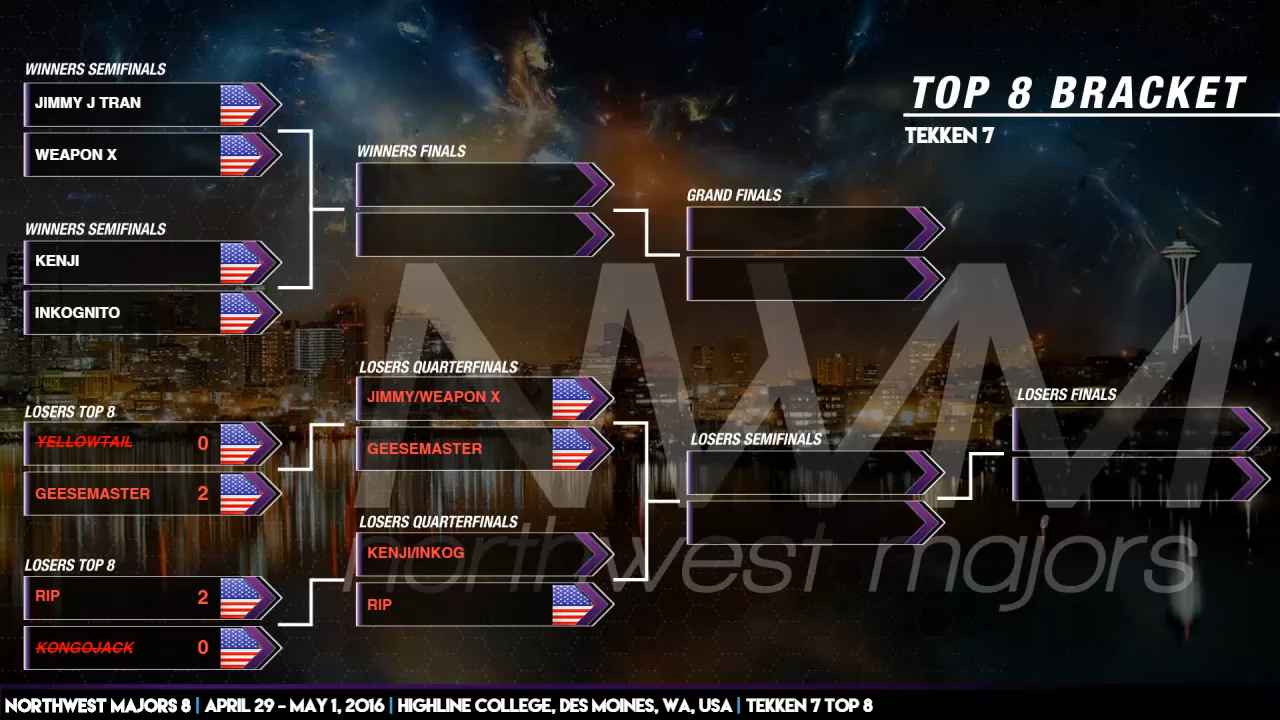 TOP 8 BRACKET
TEKKEN 7
WINNERS SEMIFINALS
JIMMY J TRAN
WEAPON X
WINNERS SEMIFINALS
KENJI
INKOGNITO
WINNERS FINALS
GRAND FINALS
LOSERS TOP 8
YELLOWTAIL 0
GEESEMASTER 2
LOSERS TOP 8
RIP 2
KONGOJACK 0
LOSERS QUARTERFINALS
JIMMY/WEAPON X
GEESEMASTER
LOSERS QUARTERFINALS
KENJI/INKOG
RIP
LOSERS SEMIFINALS
LOSERS FINALS
NWM
northwest majors
NORTHWEST MAJORS 8 | APRIL 29 - MAY 1, 2016 | HIGHLINE COLLEGE, DES MOINES, WA, USA | TEKKEN 7 TOP 8